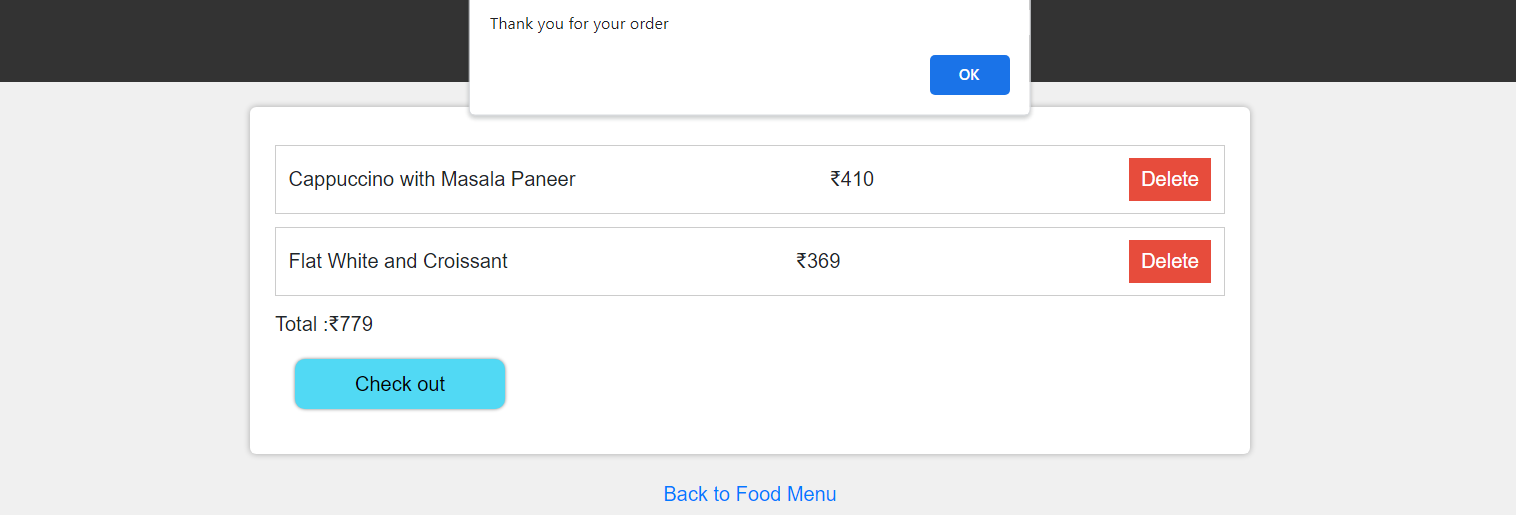 Thank you for your order
OK
Cappuccino with Masala Paneer ₹410 Delete
Flat White and Croissant ₹369 Delete
Total :₹779
Check out
Back to Food Menu